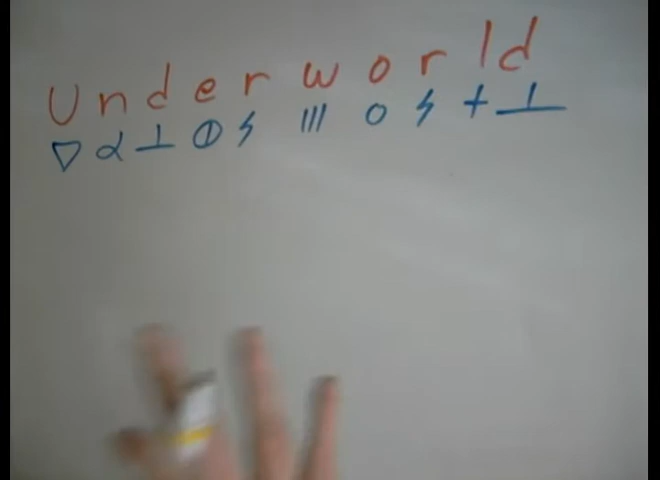 Underworld
▽ α ⊥ ⦶ ϟ ||| o ϟ + ⊥